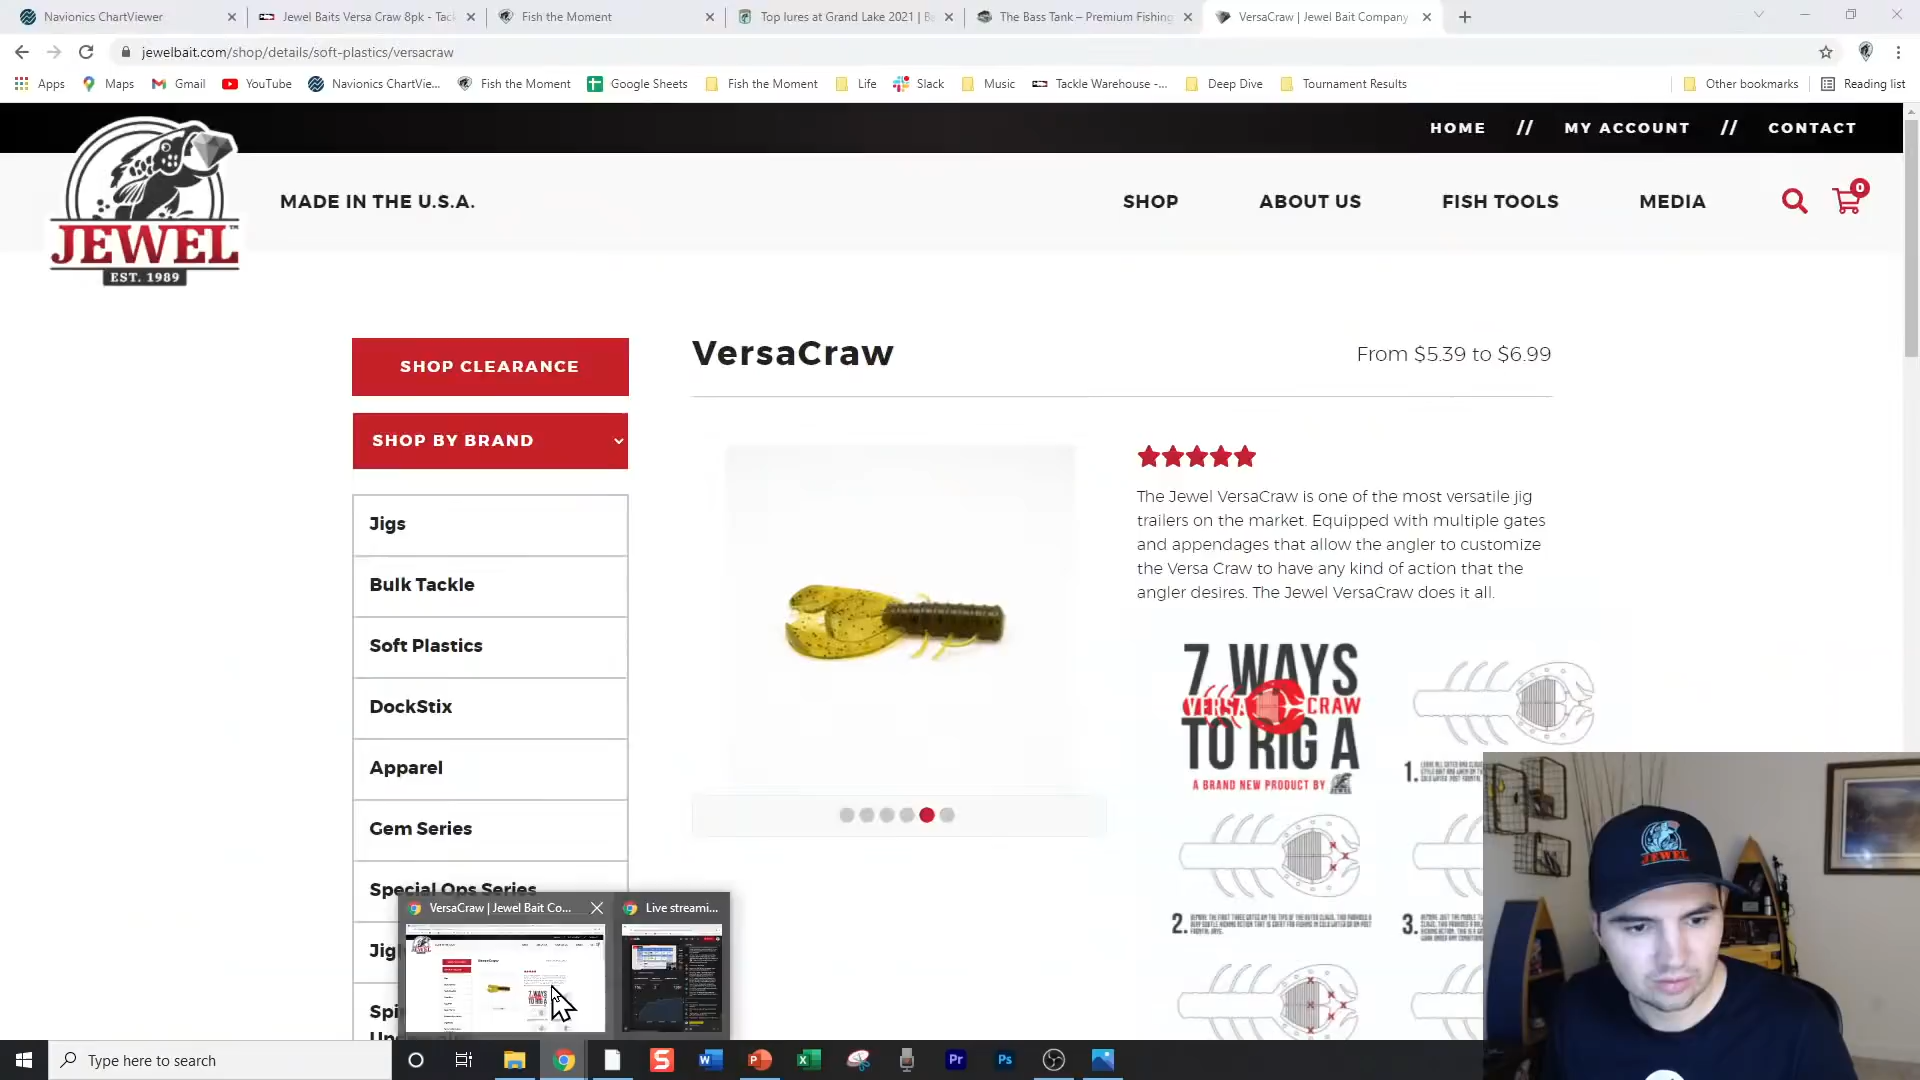 Navionics ChartViewer
Jewel Baits Versa Craw 8pk - Tac
Fish the Moment
Top lures at Grand Lake 2021 | B
The Bass Tank – Premium Fishing
VersaCraw | Jewel Bait Company
jewelbait.com/shop/details/soft-plastics/versacraw
Apps
Maps
Gmail
YouTube
Navionics ChartVie...
Fish the Moment
Google Sheets
Fish the Moment
Life
Slack
Music
Tackle Warehouse -...
Deep Dive
Tournament Results
Other bookmarks
Reading list
HOME // MY ACCOUNT // CONTACT
JEWEL
EST. 1989
MADE IN THE U.S.A.
SHOP
ABOUT US
FISH TOOLS
MEDIA
0
SHOP CLEARANCE
SHOP BY BRAND
Jigs
Bulk Tackle
Soft Plastics
DockStix
Apparel
Gem Series
Special Ops Series
VersaCraw
From $5.39 to $6.99
The Jewel VersaCraw is one of the most versatile jig
trailers on the market. Equipped with multiple gates
and appendages that allow the angler to customize
the Versa Craw to have any kind of action that the
angler desires. The Jewel VersaCraw does it all.
7 WAYS
VERSA CRAW
TO RIG A
A BRAND NEW PRODUCT BY
1.
2.
3.
VersaCraw | Jewel Bait Co...
Live streami...
JEWEL
Type here to search